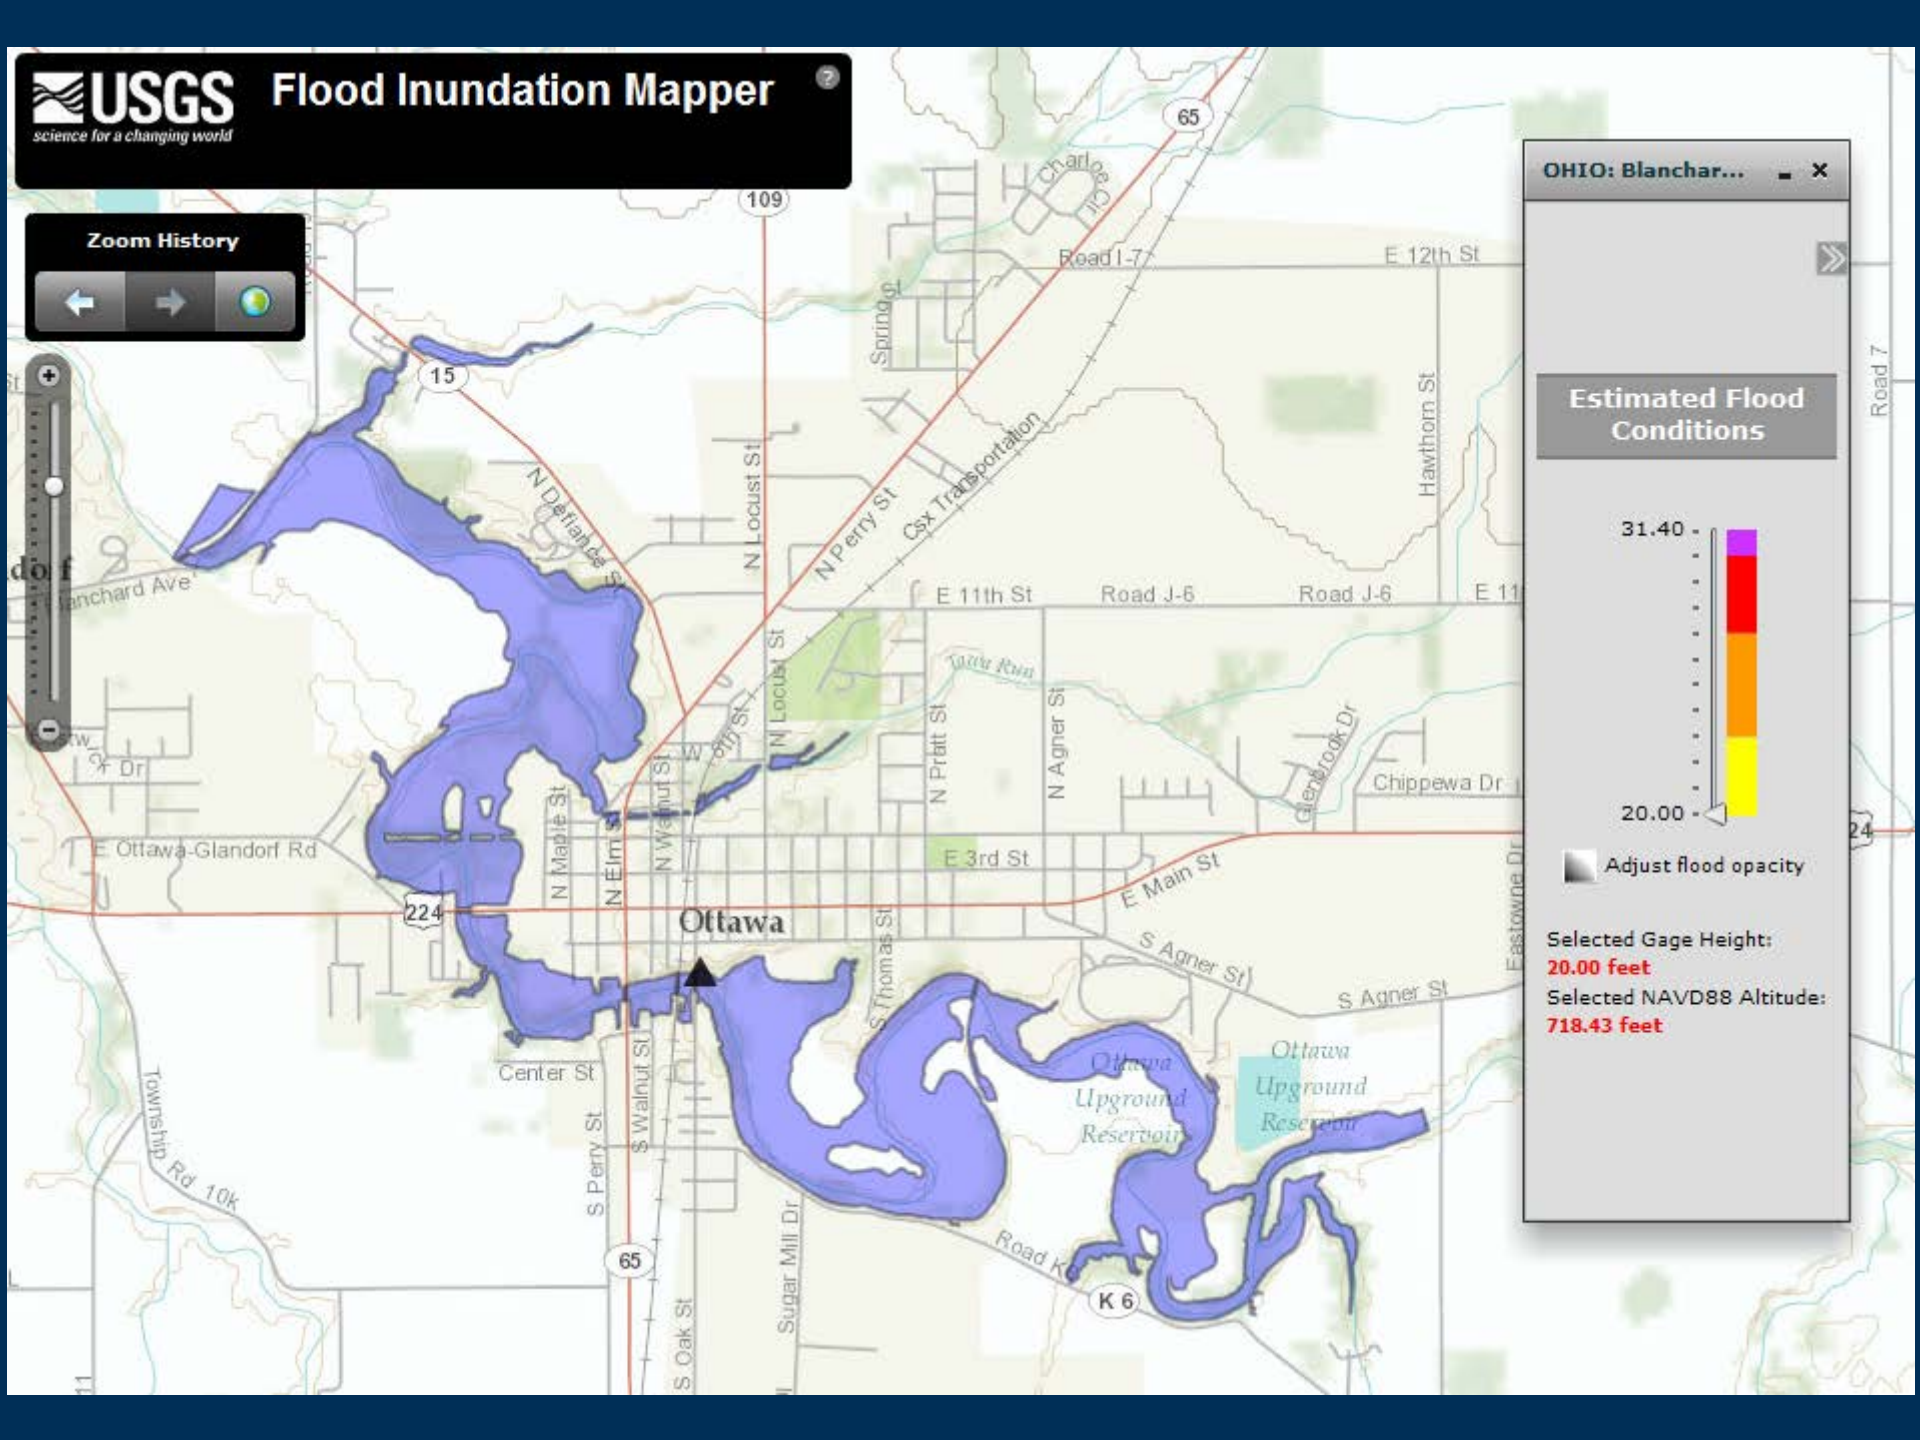 USGS
science for a changing world
Flood Inundation Mapper
?
Zoom History
109
65
Charloe Cir
Road I-7
E 12th St
Spring St
15
Road 7
Hawthorn St
N Locust St
N Defiance St
N Perry St
Csx Transportation
Blanchard Ave
E 11th St
Road J-6
Road J-6
E 11
N Locust St
Tawa Run
N Pratt St
N Agner St
Glenbrook Dr
Chippewa Dr
Dr
W 6th St
N Maple St
N Elm S
N Walnut St
E Ottawa-Glandorf Rd
E 3rd St
E Main St
224
24
Ottawa
S Thomas St
S Agner St
S Agner St
Eastowne Dr
Center St
S Walnut St
S Perry St
Ottawa
Upground
Reservoir
Ottawa
Upground
Reservoir
Township Rd 10k
Sugar Mill Dr
Road K6
K 6
65
S Oak St
11
OHIO: Blanchar...
Estimated Flood
Conditions
31.40
20.00
Adjust flood opacity
Selected Gage Height:
20.00 feet
Selected NAVD88 Altitude:
718.43 feet